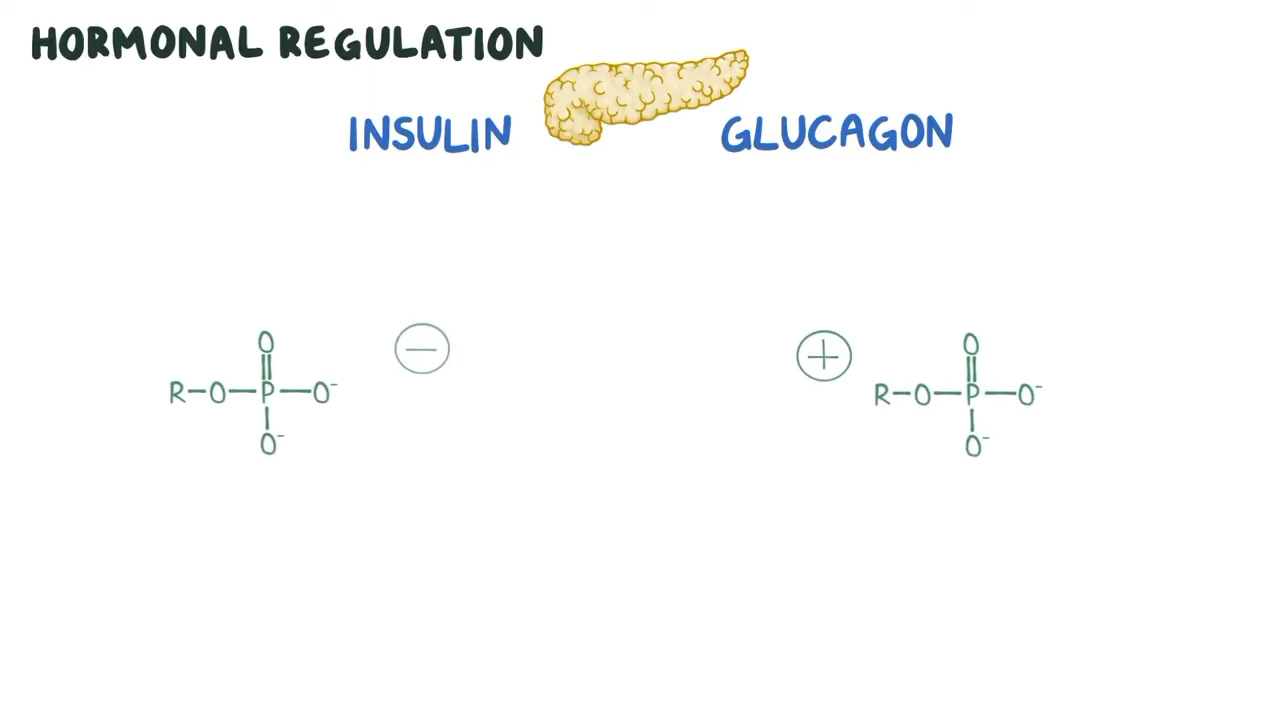 HORMONAL REGULATION
INSULIN GLUCAGON
O O
R-O-P-O⁻ R-O-P-O⁻
O⁻ O⁻